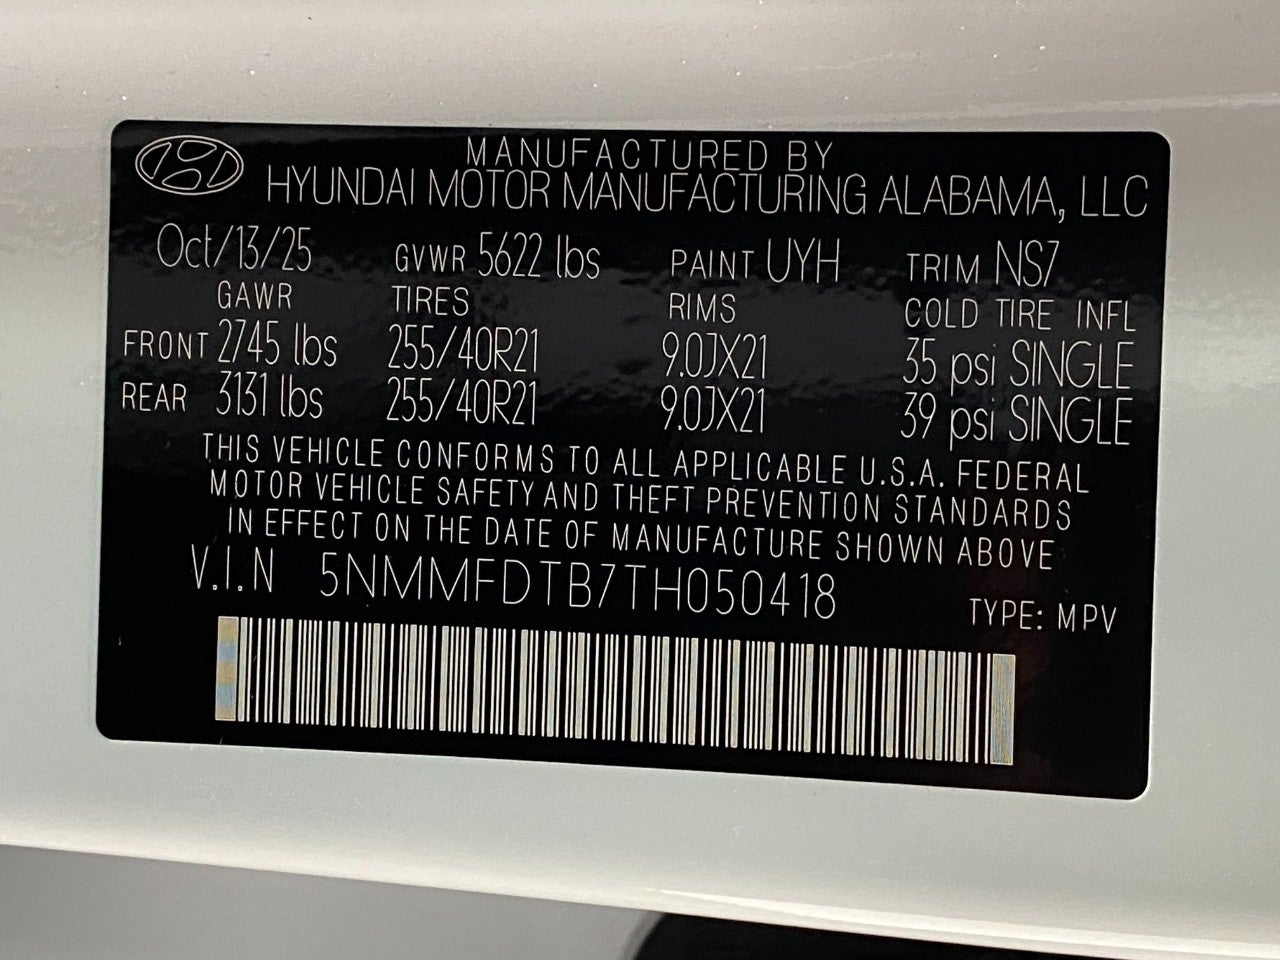 MANUFACTURED BY
HYUNDAI MOTOR MANUFACTURING ALABAMA, LLC
Oct/13/25 GVWR 5622 lbs PAINT UYH TRIM NS7
GAWR TIRES RIMS COLD TIRE INFL
FRONT 2745 lbs 255/40R21 9.0JX21 35 psi SINGLE
REAR 3131 lbs 255/40R21 9.0JX21 39 psi SINGLE
THIS VEHICLE CONFORMS TO ALL APPLICABLE U.S.A. FEDERAL
MOTOR VEHICLE SAFETY AND THEFT PREVENTION STANDARDS
IN EFFECT ON THE DATE OF MANUFACTURE SHOWN ABOVE
V.I.N 5NMMFDTB7TH050418 TYPE: MPV